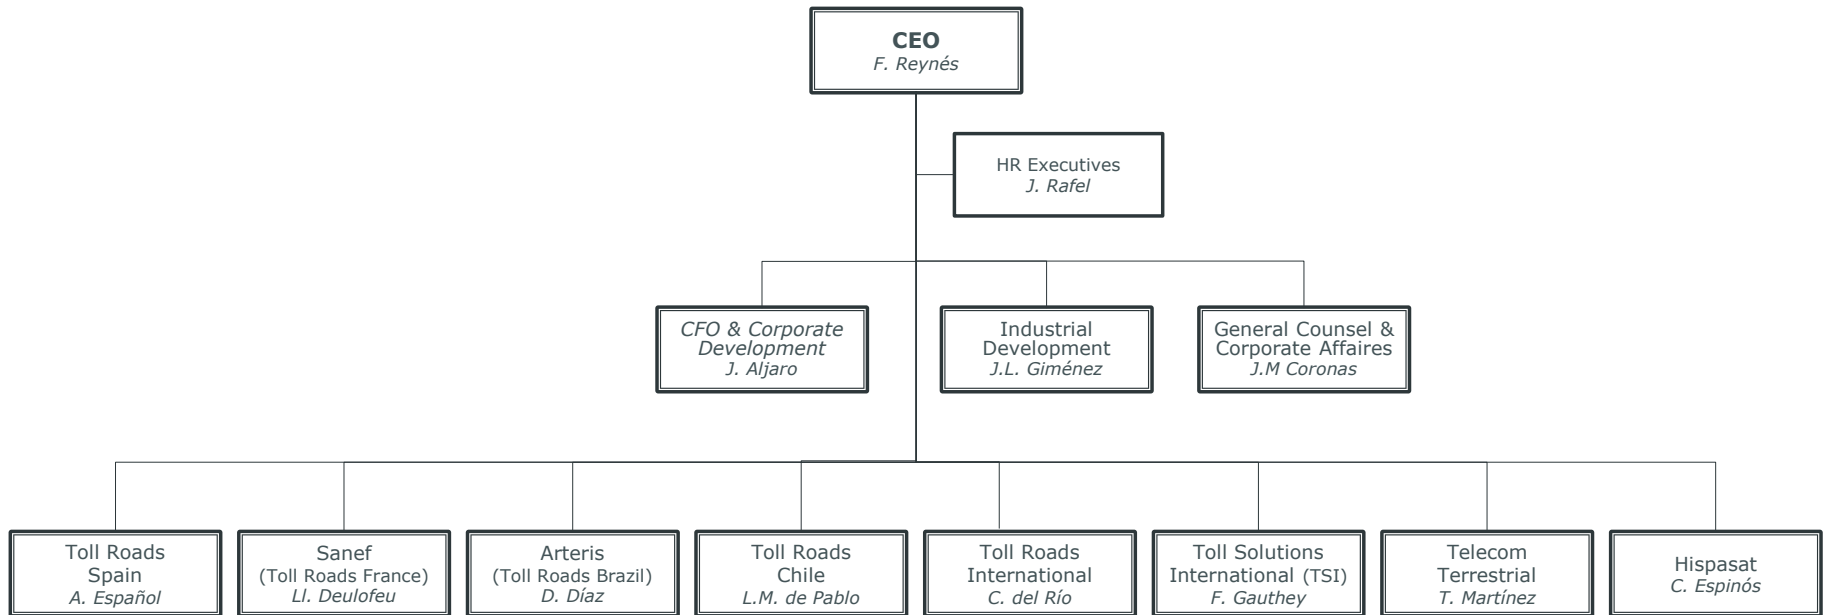 CEO
F. Reynés
HR Executives
J. Rafel
CFO & Corporate
Development
J. Aljaro
Industrial
Development
J.L. Giménez
General Counsel &
Corporate Affaires
J.M Coronas
Toll Roads
Spain
A. Español
Sanef
(Toll Roads France)
Ll. Deulofeu
Arteris
(Toll Roads Brazil)
D. Díaz
Toll Roads
Chile
L.M. de Pablo
Toll Roads
International
C. del Río
Toll Solutions
International (TSI)
F. Gauthey
Telecom
Terrestrial
T. Martínez
Hispasat
C. Espinós